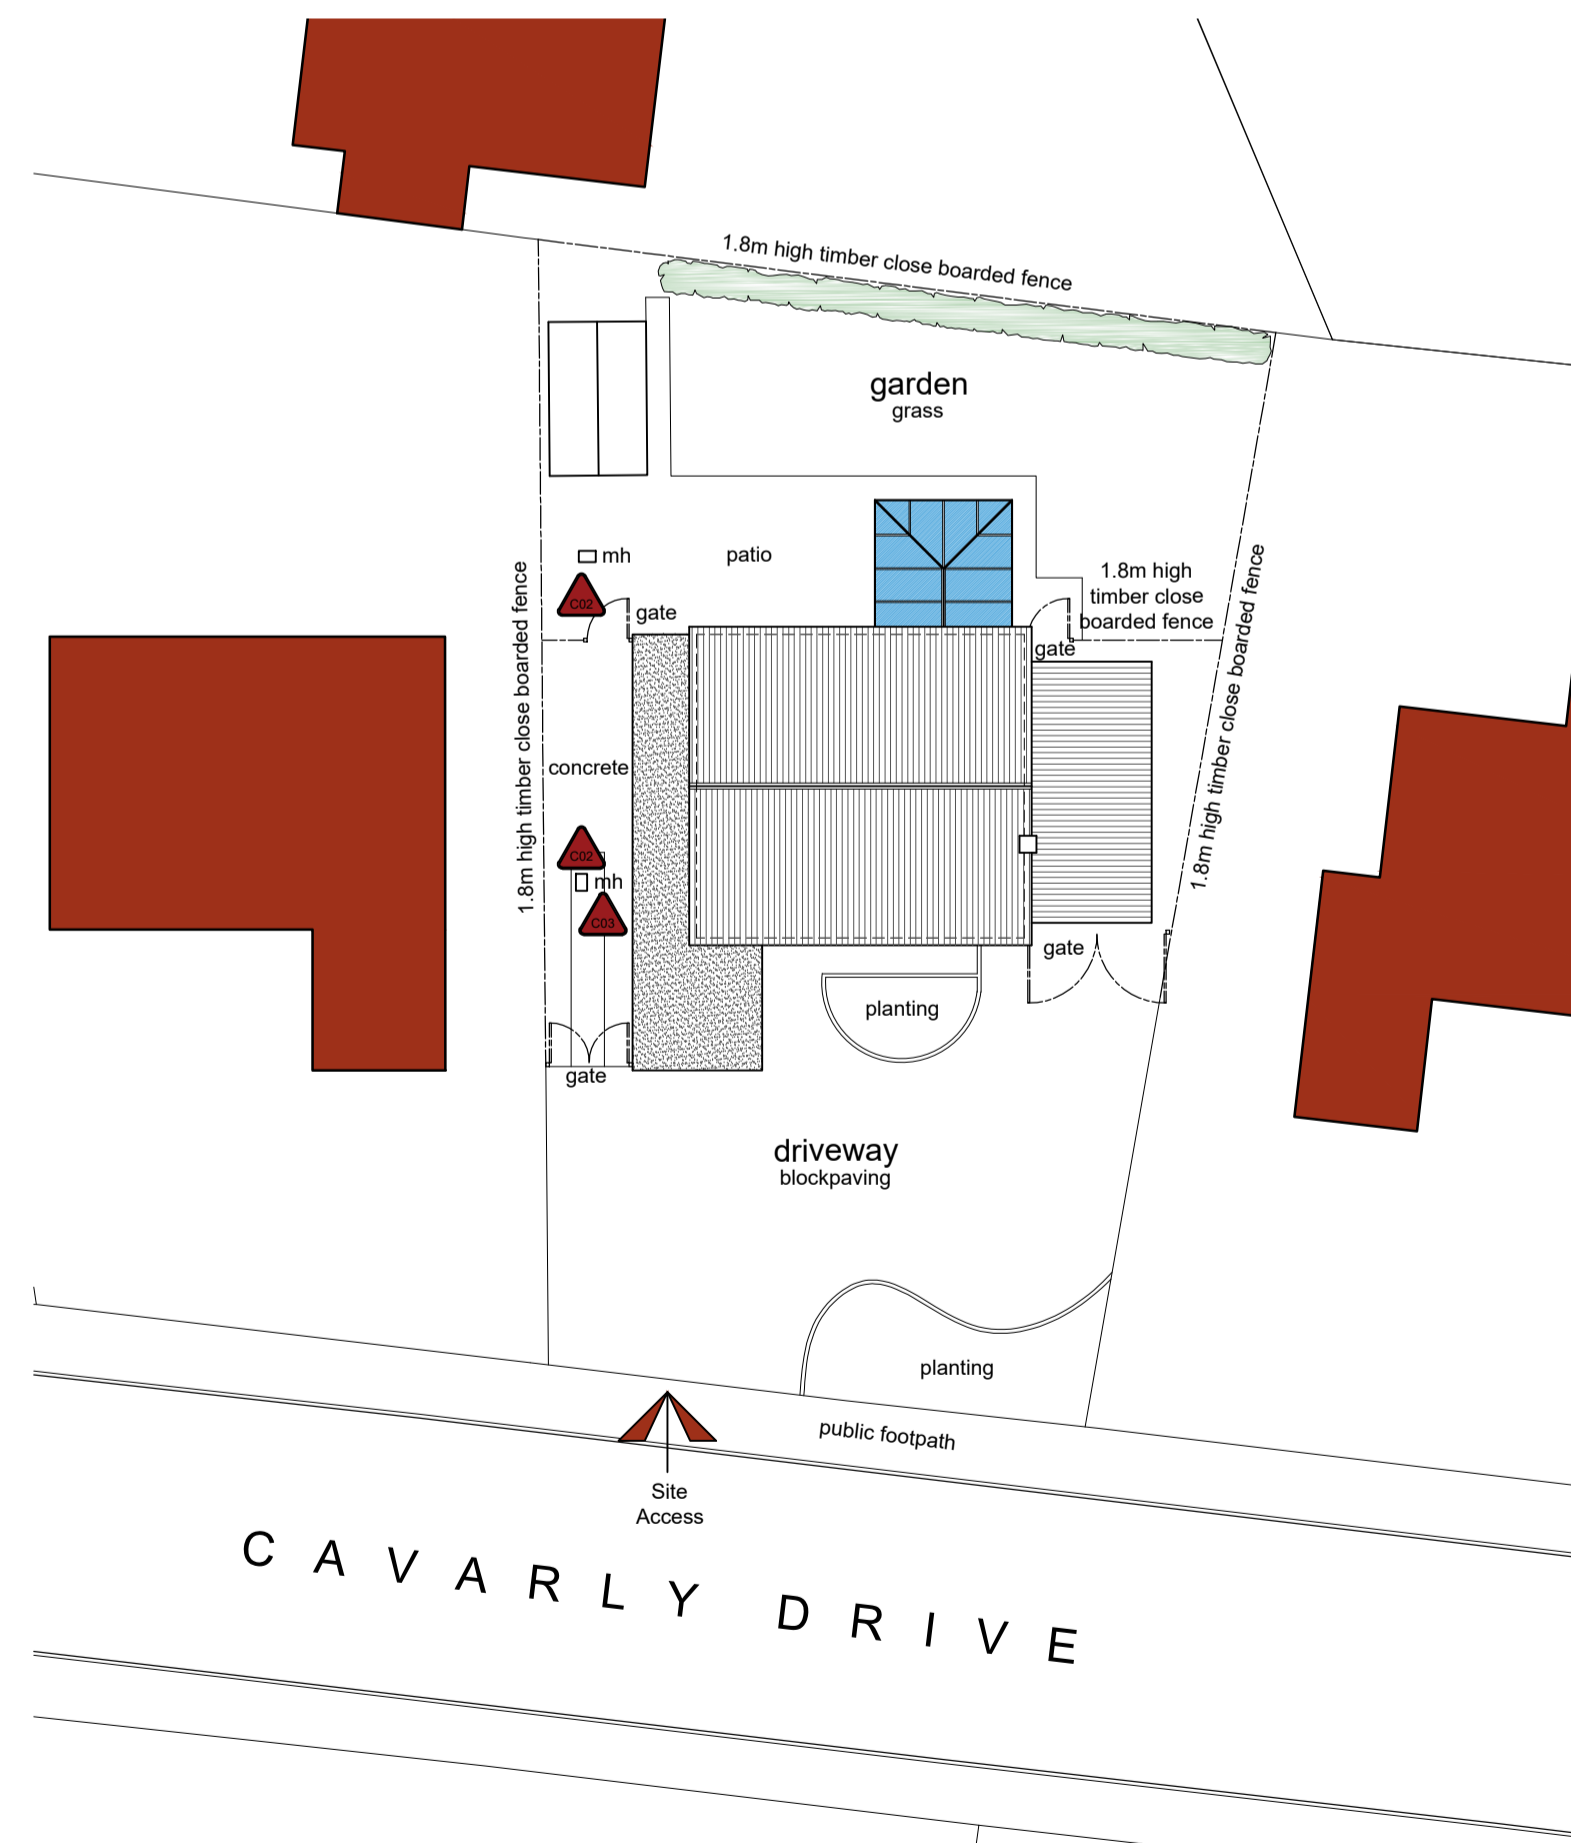 1.8m high timber close boarded fence
garden
grass
mh
patio
C02
gate
1.8m high
timber close
boarded fence
gate
1.8m high timber close boarded fence
1.8m high timber close boarded fence
concrete
C02
mh
C03
gate
planting
gate
driveway
blockpaving
planting
public footpath
Site
Access
CAVARLY DRIVE